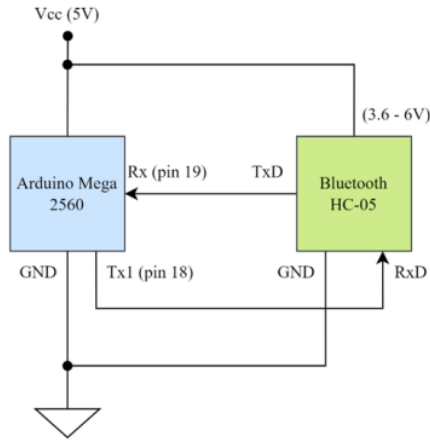 Vcc (5V)
(3.6 - 6V)
Rx (pin 19)
TxD
Arduino Mega
2560
Bluetooth
HC-05
GND
Tx1 (pin 18)
GND
RxD